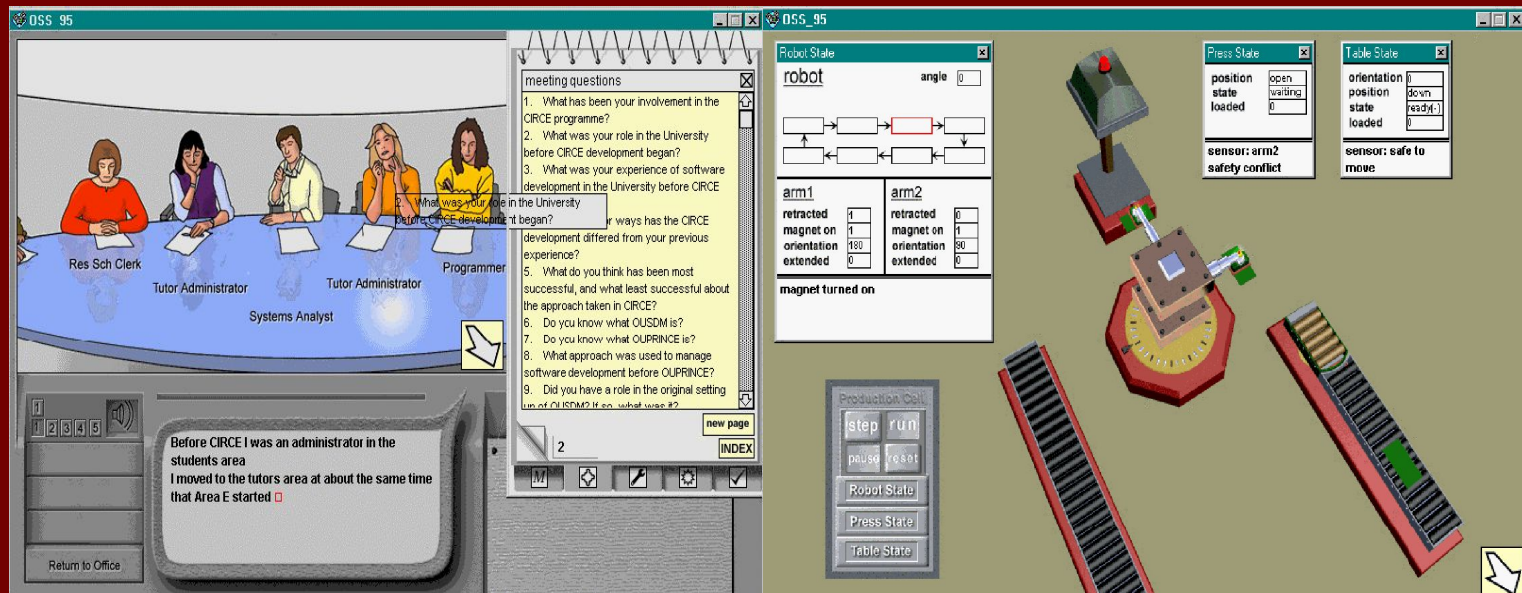 OSS 95
Res Sch Clerk
Tutor Administrator
Systems Analyst
Tutor Administrator
Programmer
meeting questions
1. What has been your involvement in the
CIRCE programme?
2. What was your role in the University
before CIRCE development began?
3. What was your experience of software
development in the University before CIRCE
2. What was your role in the University
before CIRCE development began?
or ways has the CIRCE
development differed from your previous
experience?
5. What do you think has been most
successful, and what least successful about
the approach taken in CIRCE?
6. Do you know what OUSDM is?
7. Do you know what OUPRINCE is?
8. What approach was used to manage
software development before OUPRINCE?
9. Did you have a role in the original setting
up of OUSDM? If so, what was it?
new page
2
INDEX
M
1
1 2 3 4 5
Before CIRCE I was an administrator in the
students area
I moved to the tutors area at about the same time
that Area E started
Return to Office
OSS_95
Robot State
robot
angle 0
arm1
retracted 1
magnet on 1
orientation 180
extended 0
arm2
retracted 0
magnet on 1
orientation 90
extended 0
magnet turned on
Press State
position open
state waiting
loaded 0
sensor: arm2
safety conflict
Table State
orientation 0
position down
state ready(-)
loaded 0
sensor: safe to
move
Production Cell
step run
pause reset
Robot State
Press State
Table State